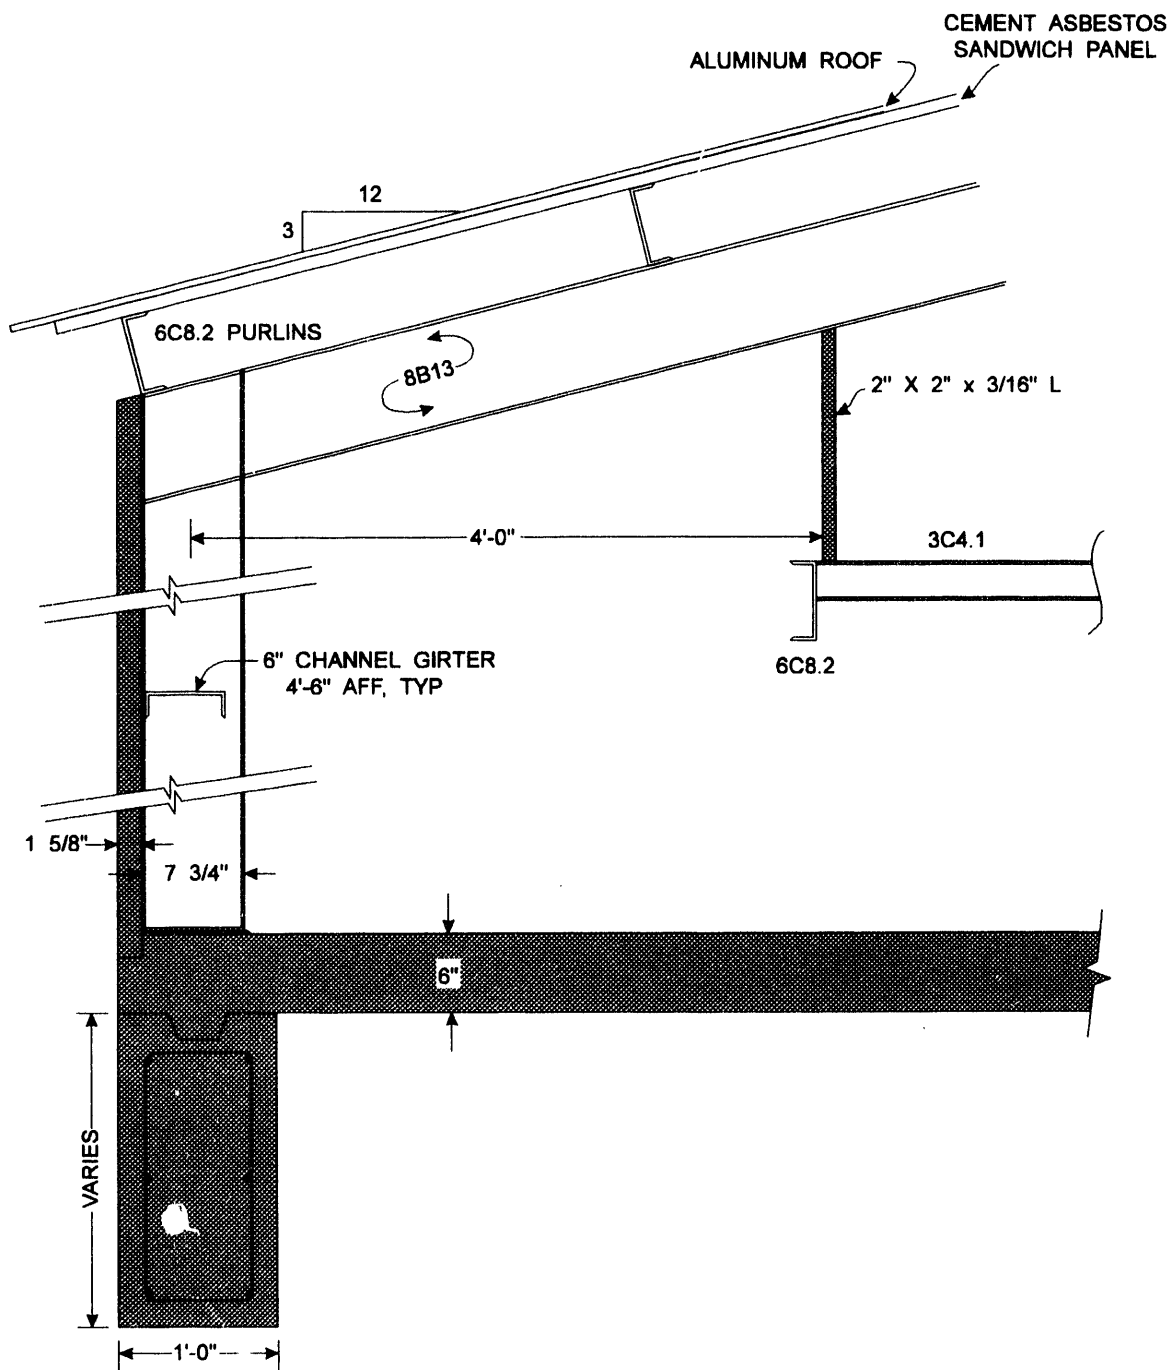 CEMENT ASBESTOS
SANDWICH PANEL
ALUMINUM ROOF
12
3
6C8.2 PURLINS
8B13
2" X 2" x 3/16" L
4'-0"
3C4.1
6" CHANNEL GIRTER
4'-6" AFF, TYP
6C8.2
1 5/8"
7 3/4"
6"
VARIES
1'-0"